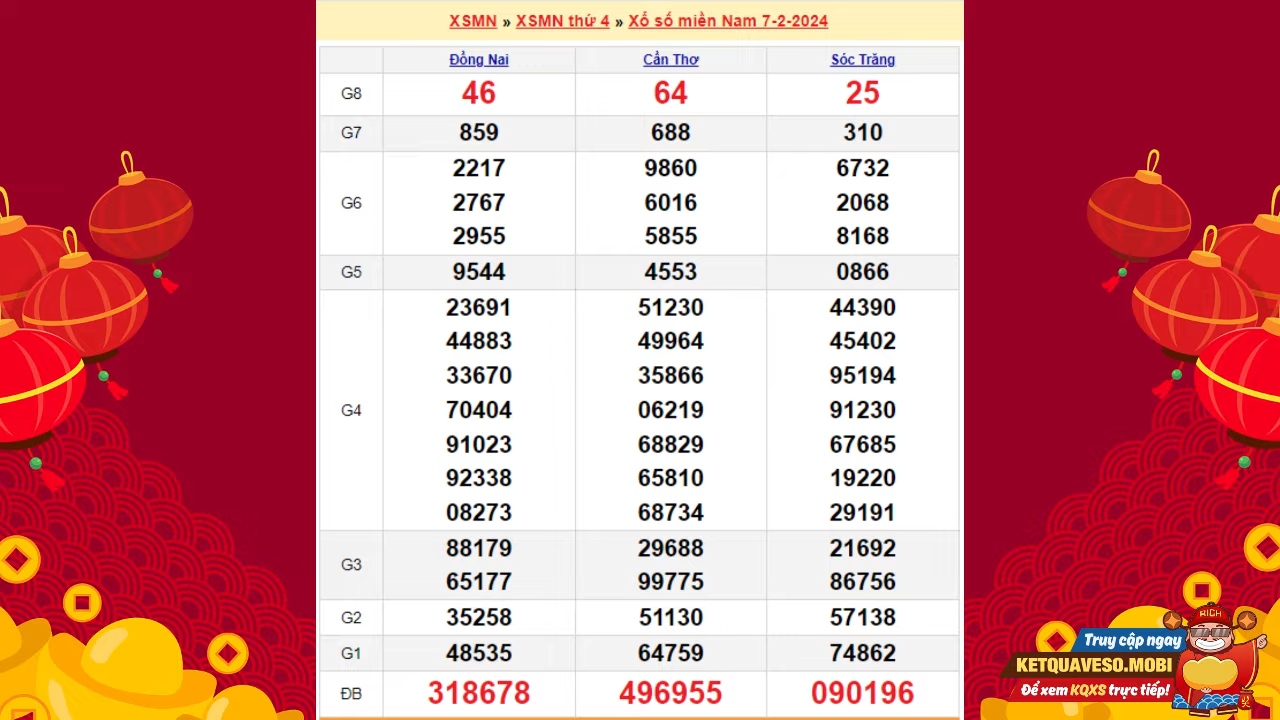 XSMN » XSMN thứ 4 » Xổ số miền Nam 7-2-2024
Đồng Nai Cần Thơ Sóc Trăng
G8 46 64 25
G7 859 688 310
2217 9860 6732
G6 2767 6016 2068
2955 5855 8168
G5 9544 4553 0866
23691 51230 44390
44883 49964 45402
33670 35866 95194
G4 70404 06219 91230
91023 68829 67685
92338 65810 19220
08273 68734 29191
G3 88179 29688 21692
65177 99775 86756
G2 35258 51130 57138
G1 48535 64759 74862
ĐB 318678 496955 090196
RICH
Truy cập ngay
KETQUAVESO.MOBI
Để xem KQXS trực tiếp!